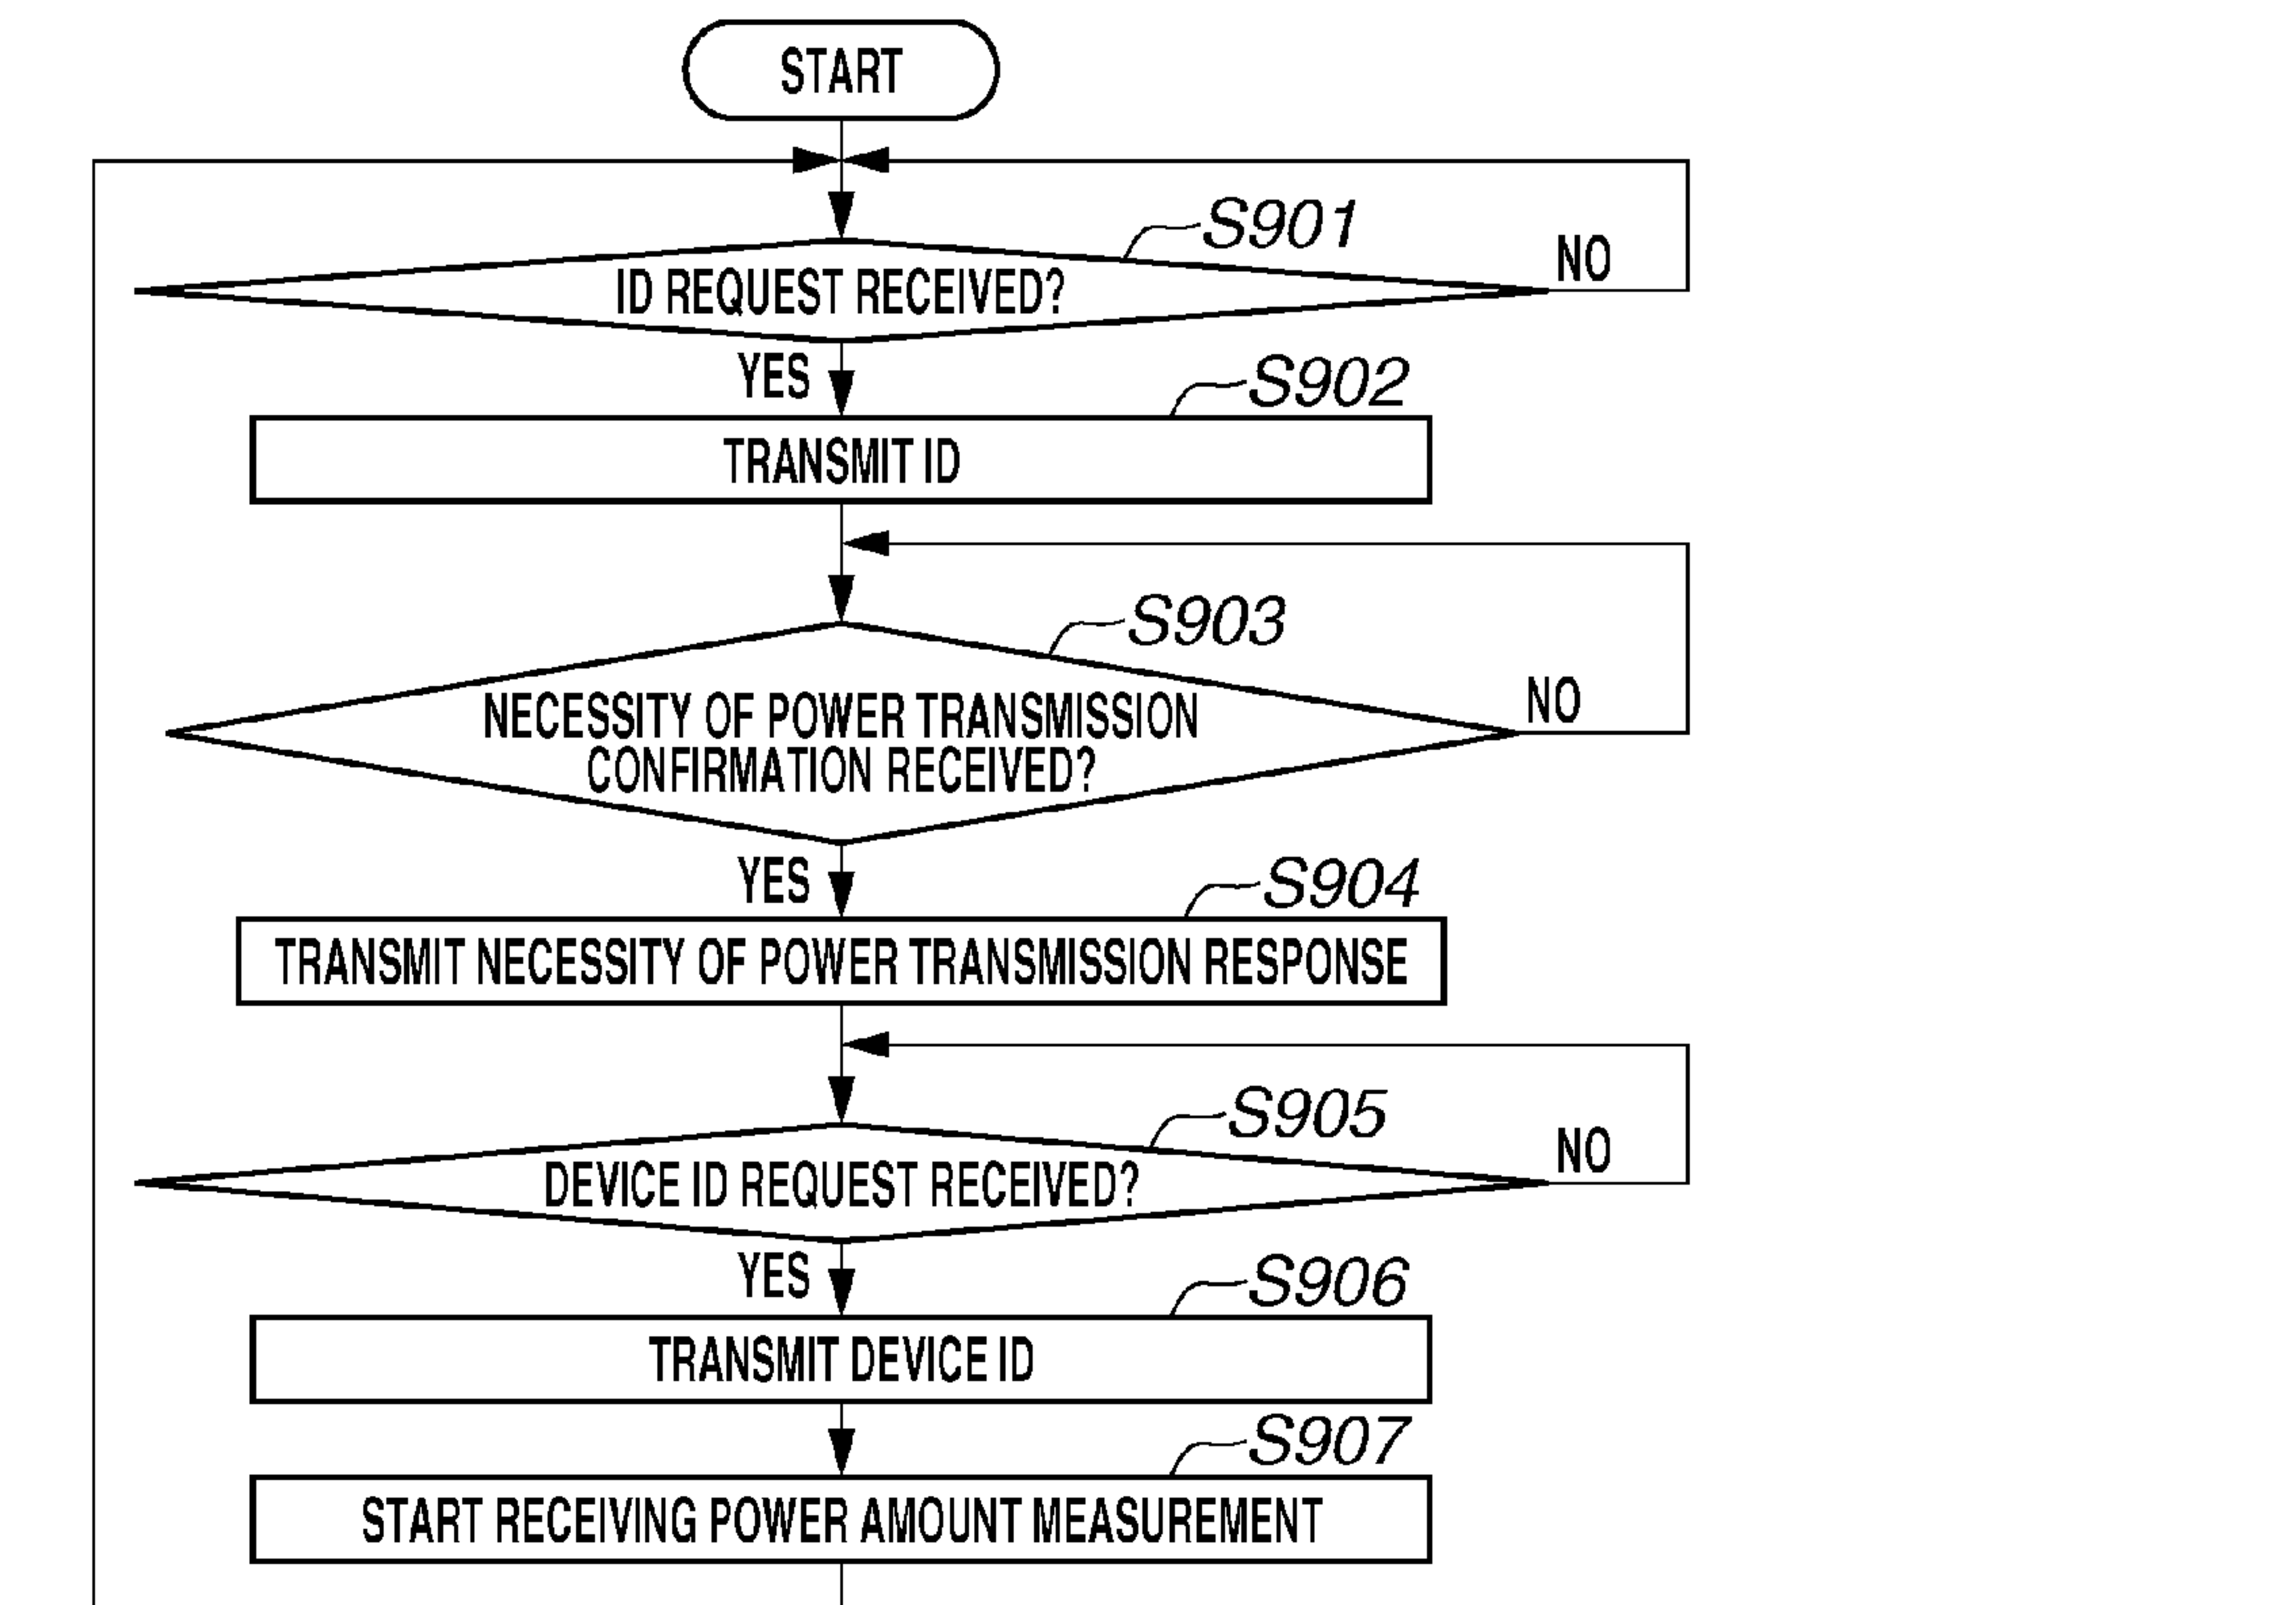 START
S901
ID REQUEST RECEIVED?
NO
YES
S902
TRANSMIT ID
S903
NECESSITY OF POWER TRANSMISSION
CONFIRMATION RECEIVED?
NO
YES
S904
TRANSMIT NECESSITY OF POWER TRANSMISSION RESPONSE
S905
DEVICE ID REQUEST RECEIVED?
NO
YES
S906
TRANSMIT DEVICE ID
S907
START RECEIVING POWER AMOUNT MEASUREMENT